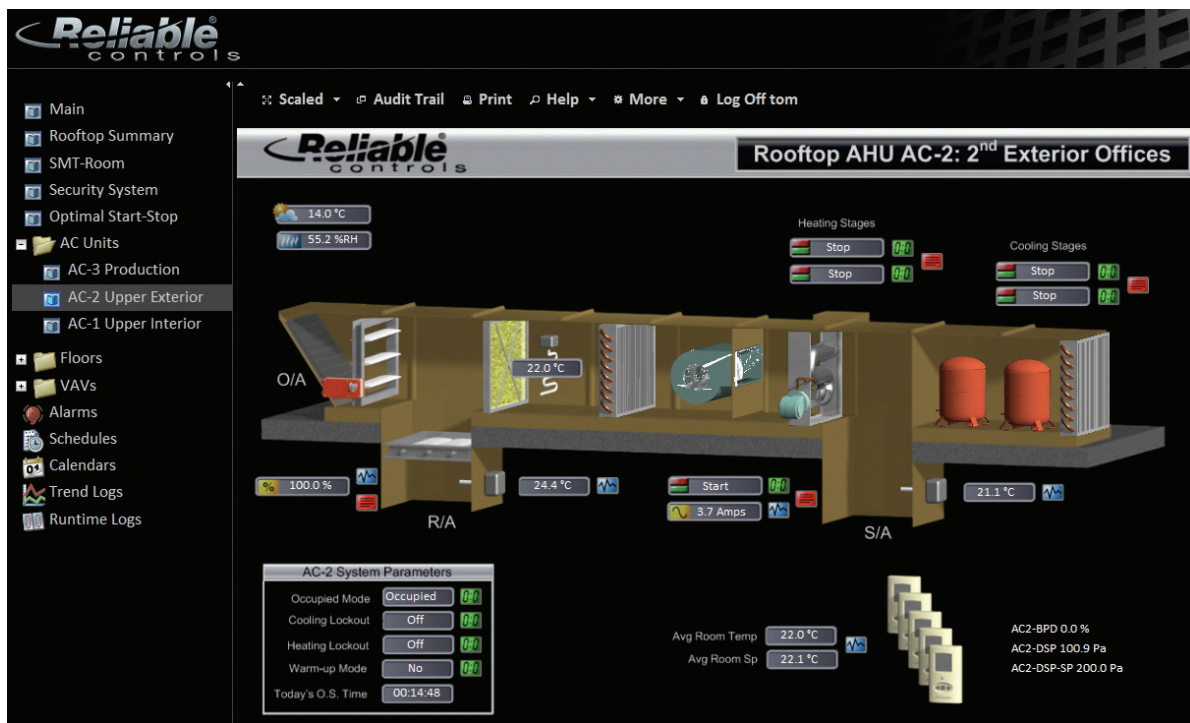 Reliable®
controls
Scaled Audit Trail Print Help More Log Off tom
Main
Rooftop Summary
SMT-Room
Security System
Optimal Start-Stop
AC Units
AC-3 Production
AC-2 Upper Exterior
AC-1 Upper Interior
Floors
VAVs
Alarms
Schedules
Calendars
Trend Logs
Runtime Logs
Reliable®
controls
Rooftop AHU AC-2: 2nd Exterior Offices
14.0 °C
55.2 %RH
Heating Stages
Stop
Stop
Cooling Stages
Stop
Stop
O/A
22.0 °C
% 100.0 %
R/A
24.4 °C
Start
3.7 Amps
S/A
21.1 °C
AC-2 System Parameters
Occupied Mode Occupied
Cooling Lockout Off
Heating Lockout Off
Warm-up Mode No
Today's O.S. Time 00:14:48
Avg Room Temp 22.0 °C
Avg Room Sp 22.1 °C
AC2-BPD 0.0 %
AC2-DSP 100.9 Pa
AC2-DSP-SP 200.0 Pa